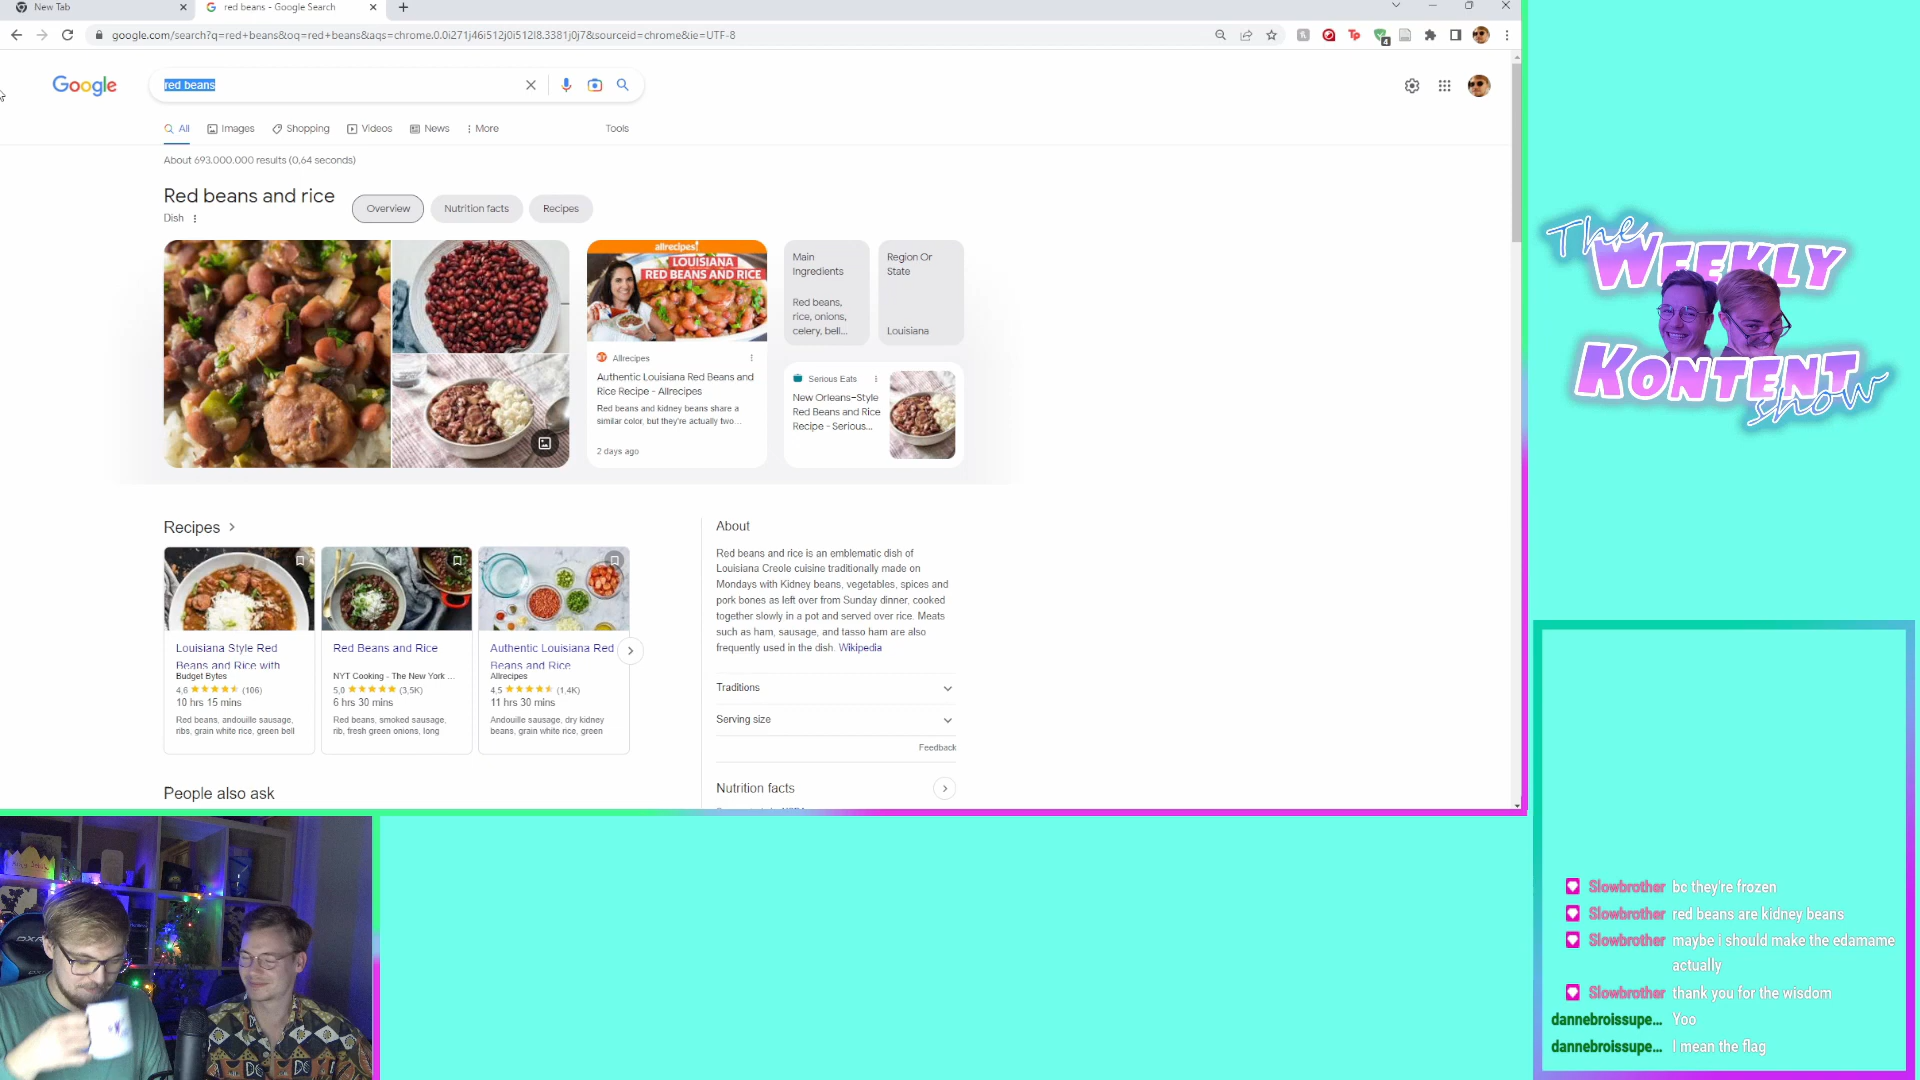 New Tab
red beans - Google Search
google.com/search?q=red+beans&oq=red+beans&aqs=chrome.0.0i271j46i512j0i512l8.3381j0j7&sourceid=chrome&ie=UTF-8
4
Google
red beans
All
Images
Shopping
Videos
News
More
Tools
About 693.000.000 results (0,64 seconds)
Red beans and rice
Dish
Overview
Nutrition facts
Recipes
allrecipes!
LOUISIANA
RED BEANS AND RICE
Allrecipes
Authentic Louisiana Red Beans and
Rice Recipe - Allrecipes
Red beans and kidney beans share a
similar color, but they're actually two...
2 days ago
Main
Ingredients
Red beans,
rice, onions,
celery, bell...
Region Or
State
Louisiana
Serious Eats
New Orleans-Style
Red Beans and Rice
Recipe - Serious...
Recipes
Louisiana Style Red
Beans and Rice with
Budget Bytes
4,6
(106)
10 hrs 15 mins
Red beans, andouille sausage,
ribs, grain white rice, green bell
Red Beans and Rice
NYT Cooking - The New York ...
5,0
(3,5K)
6 hrs 30 mins
Red beans, smoked sausage,
rib, fresh green onions, long
Authentic Louisiana Red
Beans and Rice
Allrecipes
4,5
(1,4K)
11 hrs 30 mins
Andouille sausage, dry kidney
beans, grain white rice, green
People also ask
About
Red beans and rice is an emblematic dish of
Louisiana Creole cuisine traditionally made on
Mondays with Kidney beans, vegetables, spices and
pork bones as left over from Sunday dinner, cooked
together slowly in a pot and served over rice. Meats
such as ham, sausage, and tasso ham are also
frequently used in the dish. Wikipedia
Traditions
Serving size
Feedback
Nutrition facts
The
WEEKLY
KONTENT
show
Slowbrother bc they're frozen
Slowbrother red beans are kidney beans
Slowbrother maybe i should make the edamame
actually
Slowbrother thank you for the wisdom
dannebroissupe... Yoo
dannebroissupe... I mean the flag